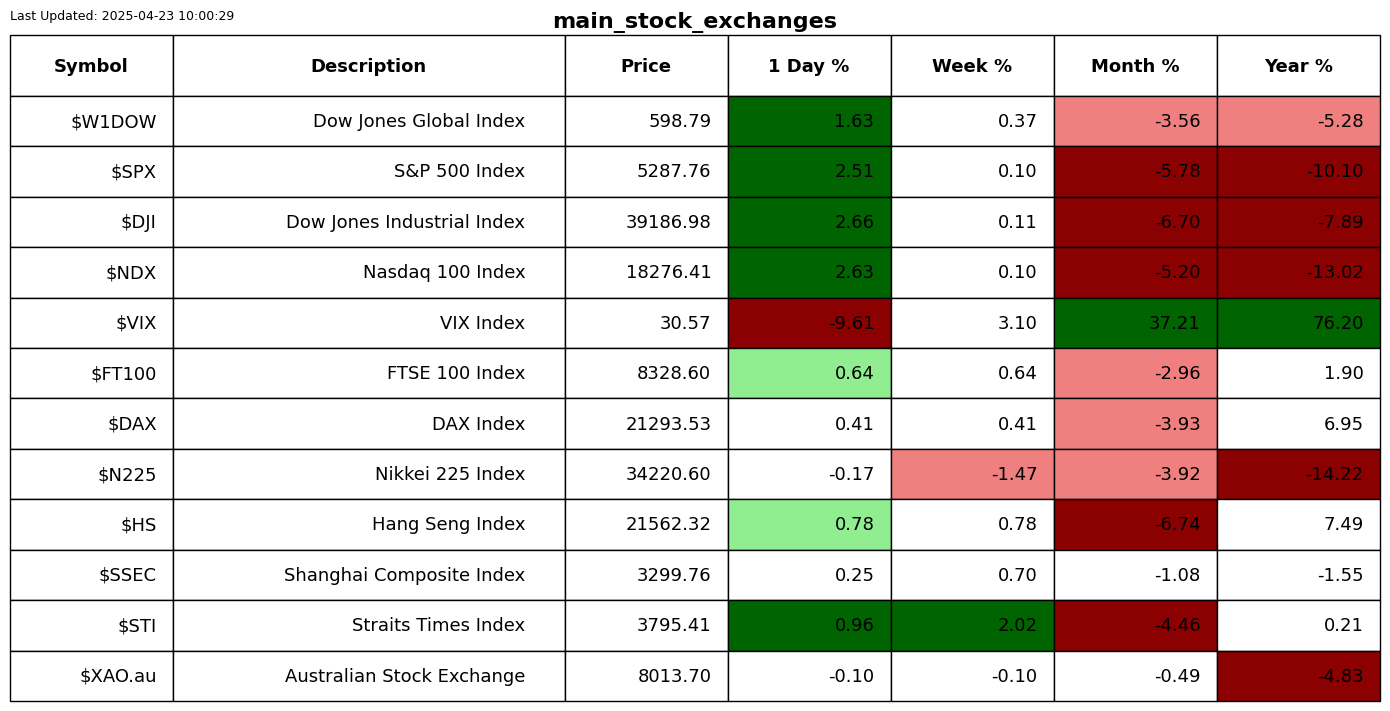 Last Updated: 2025-04-23 10:00:29
main_stock_exchanges
Symbol Description Price 1 Day % Week % Month % Year %
$W1DOW Dow Jones Global Index 598.79 1.63 0.37 -3.56 -5.28
$SPX S&P 500 Index 5287.76 2.51 0.10 -5.78 -10.10
$DJI Dow Jones Industrial Index 39186.98 2.66 0.11 -6.70 -7.89
$NDX Nasdaq 100 Index 18276.41 2.63 0.10 -5.20 -13.02
$VIX VIX Index 30.57 -9.61 3.10 37.21 76.20
$FT100 FTSE 100 Index 8328.60 0.64 0.64 -2.96 1.90
$DAX DAX Index 21293.53 0.41 0.41 -3.93 6.95
$N225 Nikkei 225 Index 34220.60 -0.17 -1.47 -3.92 -14.22
$HS Hang Seng Index 21562.32 0.78 0.78 -6.74 7.49
$SSEC Shanghai Composite Index 3299.76 0.25 0.70 -1.08 -1.55
$STI Straits Times Index 3795.41 0.96 2.02 -4.46 0.21
$XAO.au Australian Stock Exchange 8013.70 -0.10 -0.10 -0.49 -4.83